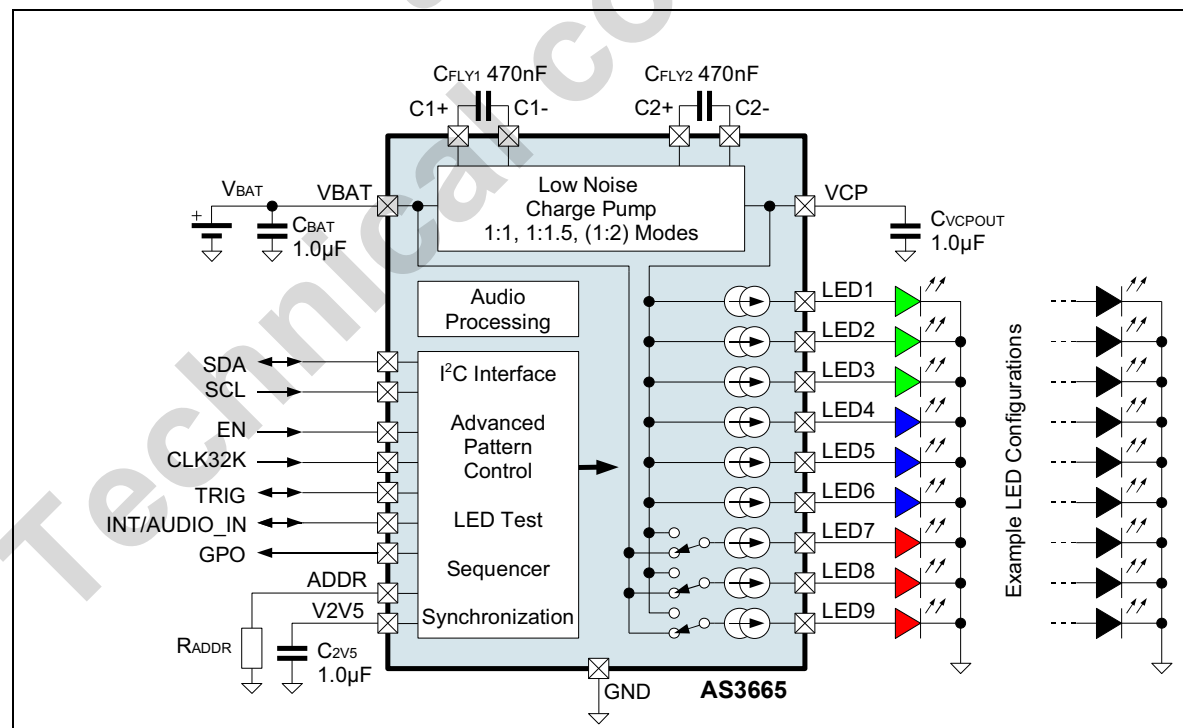 CFLY1 470nF
CFLY2 470nF
C1+
C1-
C2+
C2-
VBAT
VBAT
Low Noise
Charge Pump
1:1, 1:1.5, (1:2) Modes
VCP
+
CBAT
1.0µF
CVCPOUT
1.0µF
Audio
Processing
SDA
SCL
EN
CLK32K
TRIG
INT/AUDIO_IN
GPO
ADDR
V2V5
I²C Interface
Advanced
Pattern
Control
LED Test
Sequencer
Synchronization
LED1
LED2
LED3
LED4
LED5
LED6
LED7
LED8
LED9
Example LED Configurations
RADDR
C2V5
1.0µF
GND
AS3665
Technical co